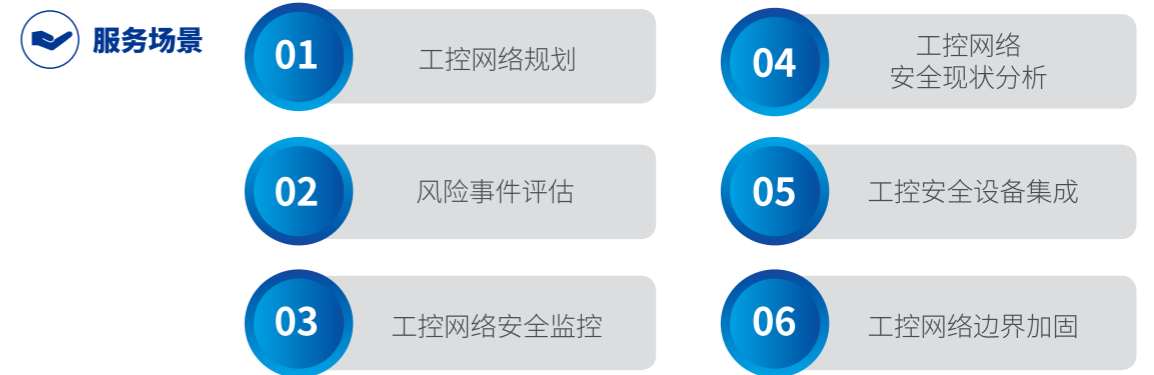 服务场景
01
工控网络规划
02
风险事件评估
03
工控网络安全监控
04
工控网络
安全现状分析
05
工控安全设备集成
06
工控网络边界加固